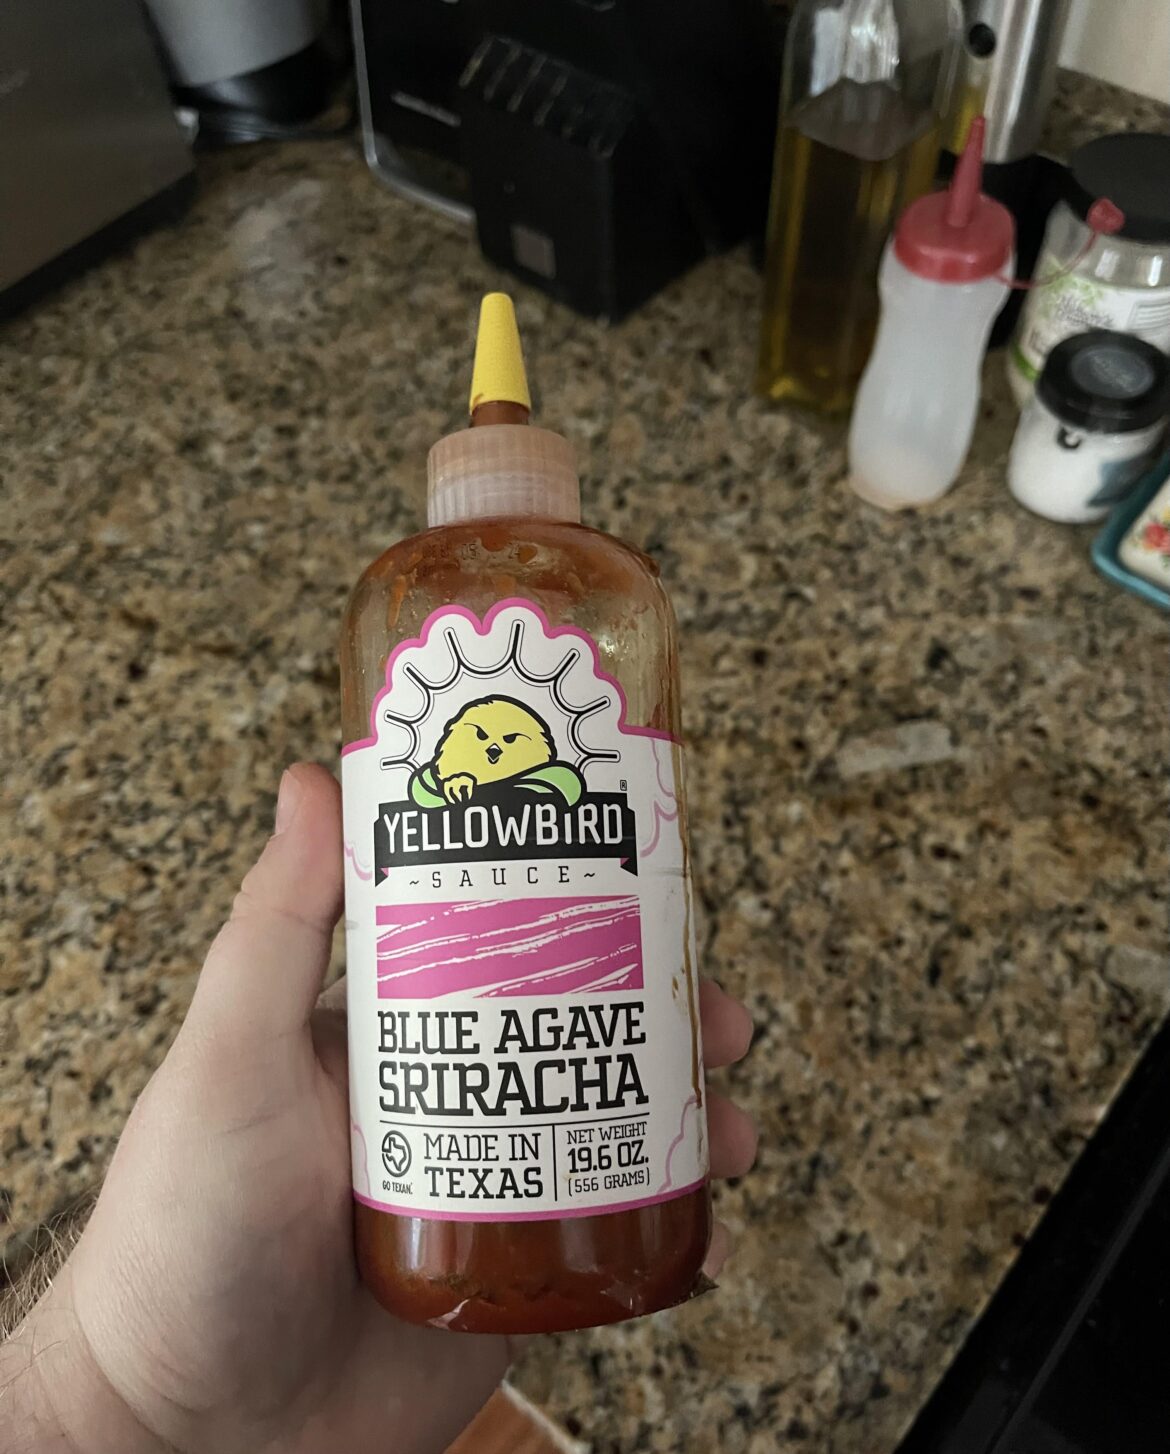 YELLOWBIRD
®
~SAUCE~
BLUE AGAVE
SRIRACHA
GO TEXAN.
MADE IN
TEXAS
NET WEIGHT
19.6 OZ.
(556 GRAMS)